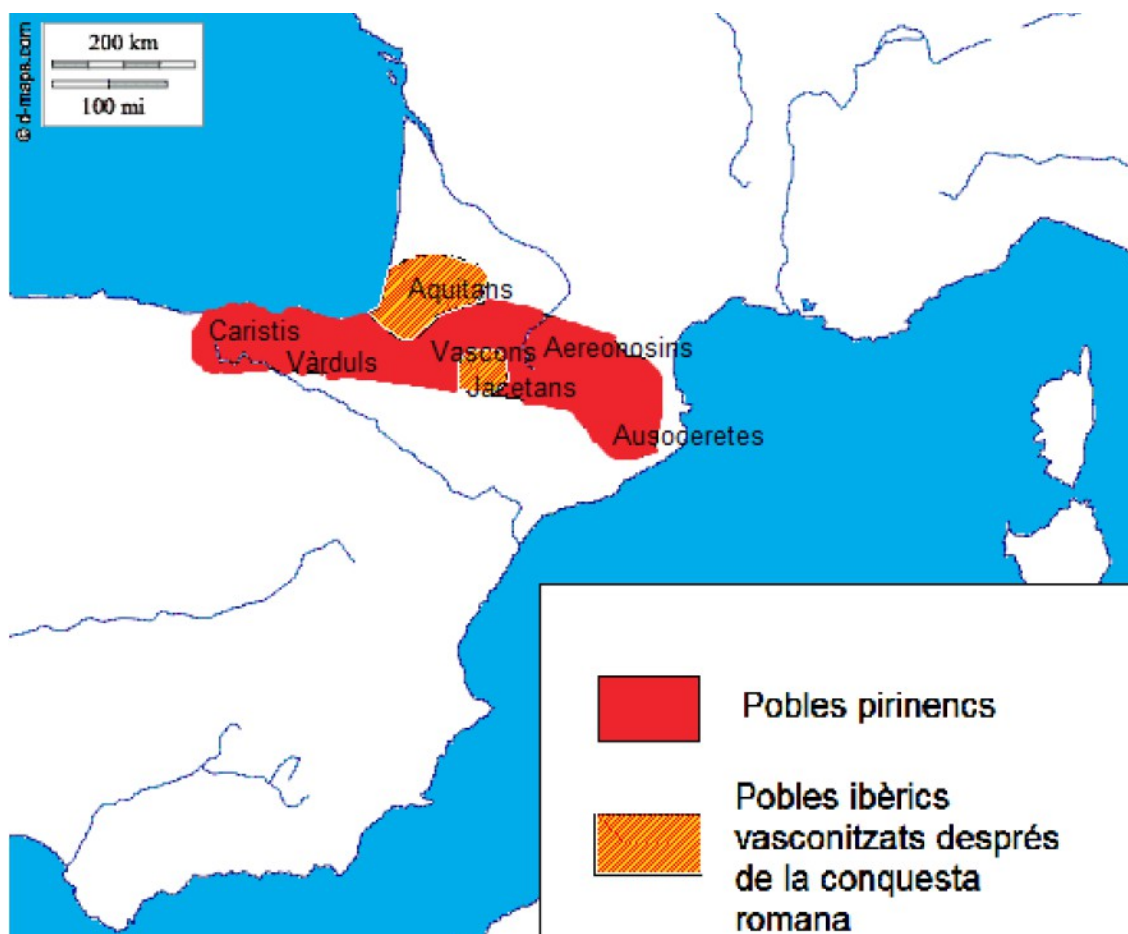 200 km
100 mi
© d-maps.com
Aquitans
Caristis
Vàrduls
Vascons
Aereonosins
Jacetans
Ausoderetes
Pobles pirinencs
Pobles ibèrics
vasconitzats després
de la conquesta
romana